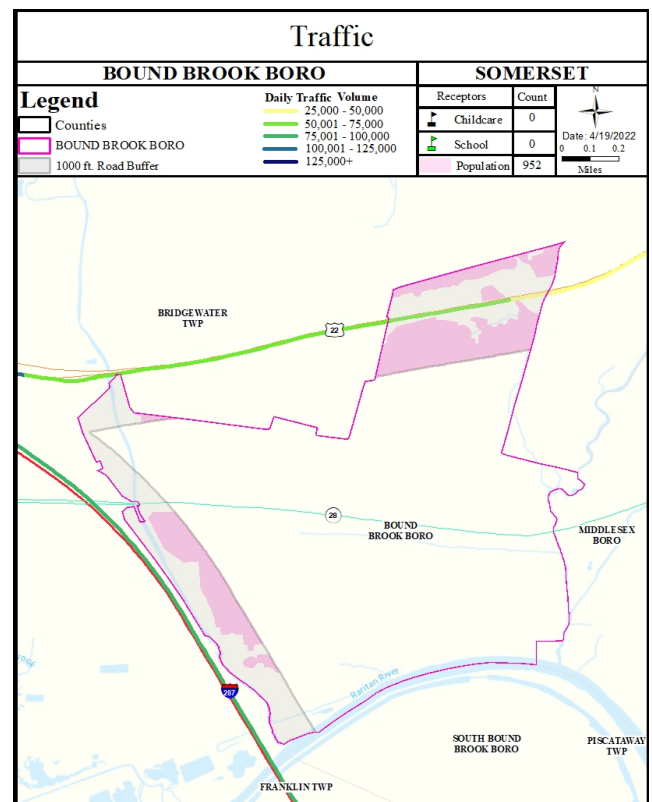 Traffic
BOUND BROOK BORO
SOMERSET
Legend
Counties
BOUND BROOK BORO
1000 ft. Road Buffer
Daily Traffic Volume
25,000 - 50,000
50,001 - 75,000
75,001 - 100,000
100,001 - 125,000
125,000+
Receptors Count
Childcare 0
School 0
Population 952
N
Date: 4/19/2022
0 0.1 0.2
Miles
BRIDGEWATER
TWP
22
28
BOUND
BROOK BORO
MIDDLESEX
BORO
287
Raritan River
SOUTH BOUND
BROOK BORO
PISCATAWAY
TWP
FRANKLIN TWP